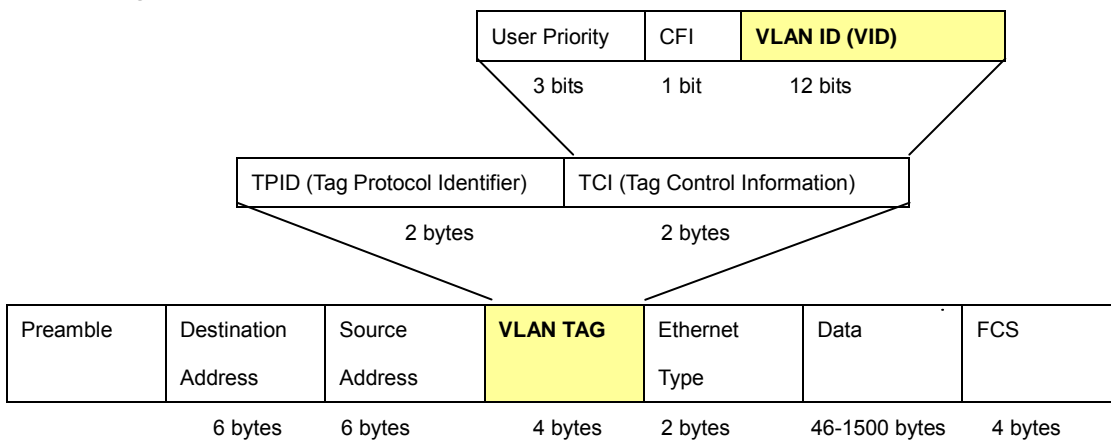 User Priority CFI VLAN ID (VID)
3 bits 1 bit 12 bits
TPID (Tag Protocol Identifier) TCI (Tag Control Information)
2 bytes 2 bytes
Preamble Destination Source VLAN TAG Ethernet Data FCS
Address Address Type
6 bytes 6 bytes 4 bytes 2 bytes 46-1500 bytes 4 bytes